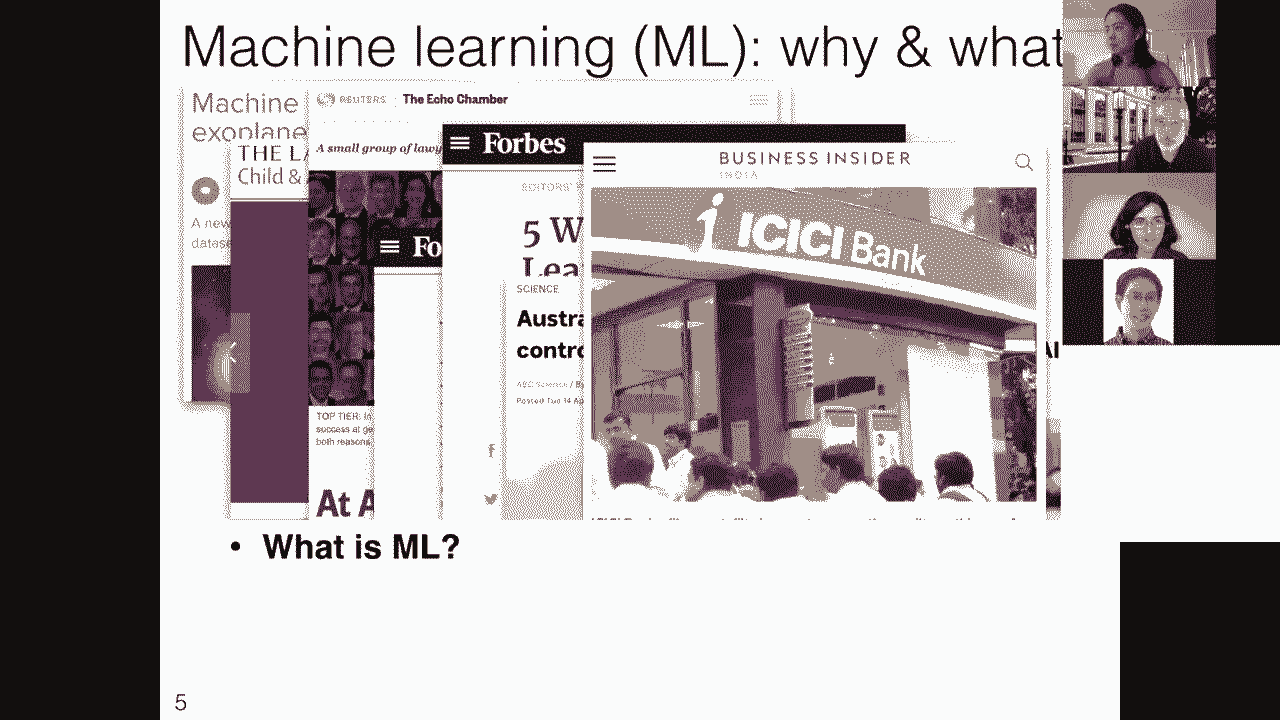 Machine learning (ML): why & what
Machine
exoplane
A new
datase
THE LA
Child &
REUTERS
The Echo Chamber
A small group of lawy
TOP TIER: In
success at ge
both reasons
At A
Fo
Forbes
EDITORS'
5 W
Lea
SCIENCE
Austra
contro
AI
ABC Science / B
Posted Tue 14 Ap
BUSINESS INSIDER
INDIA
ICICI Bank
• What is ML?
5